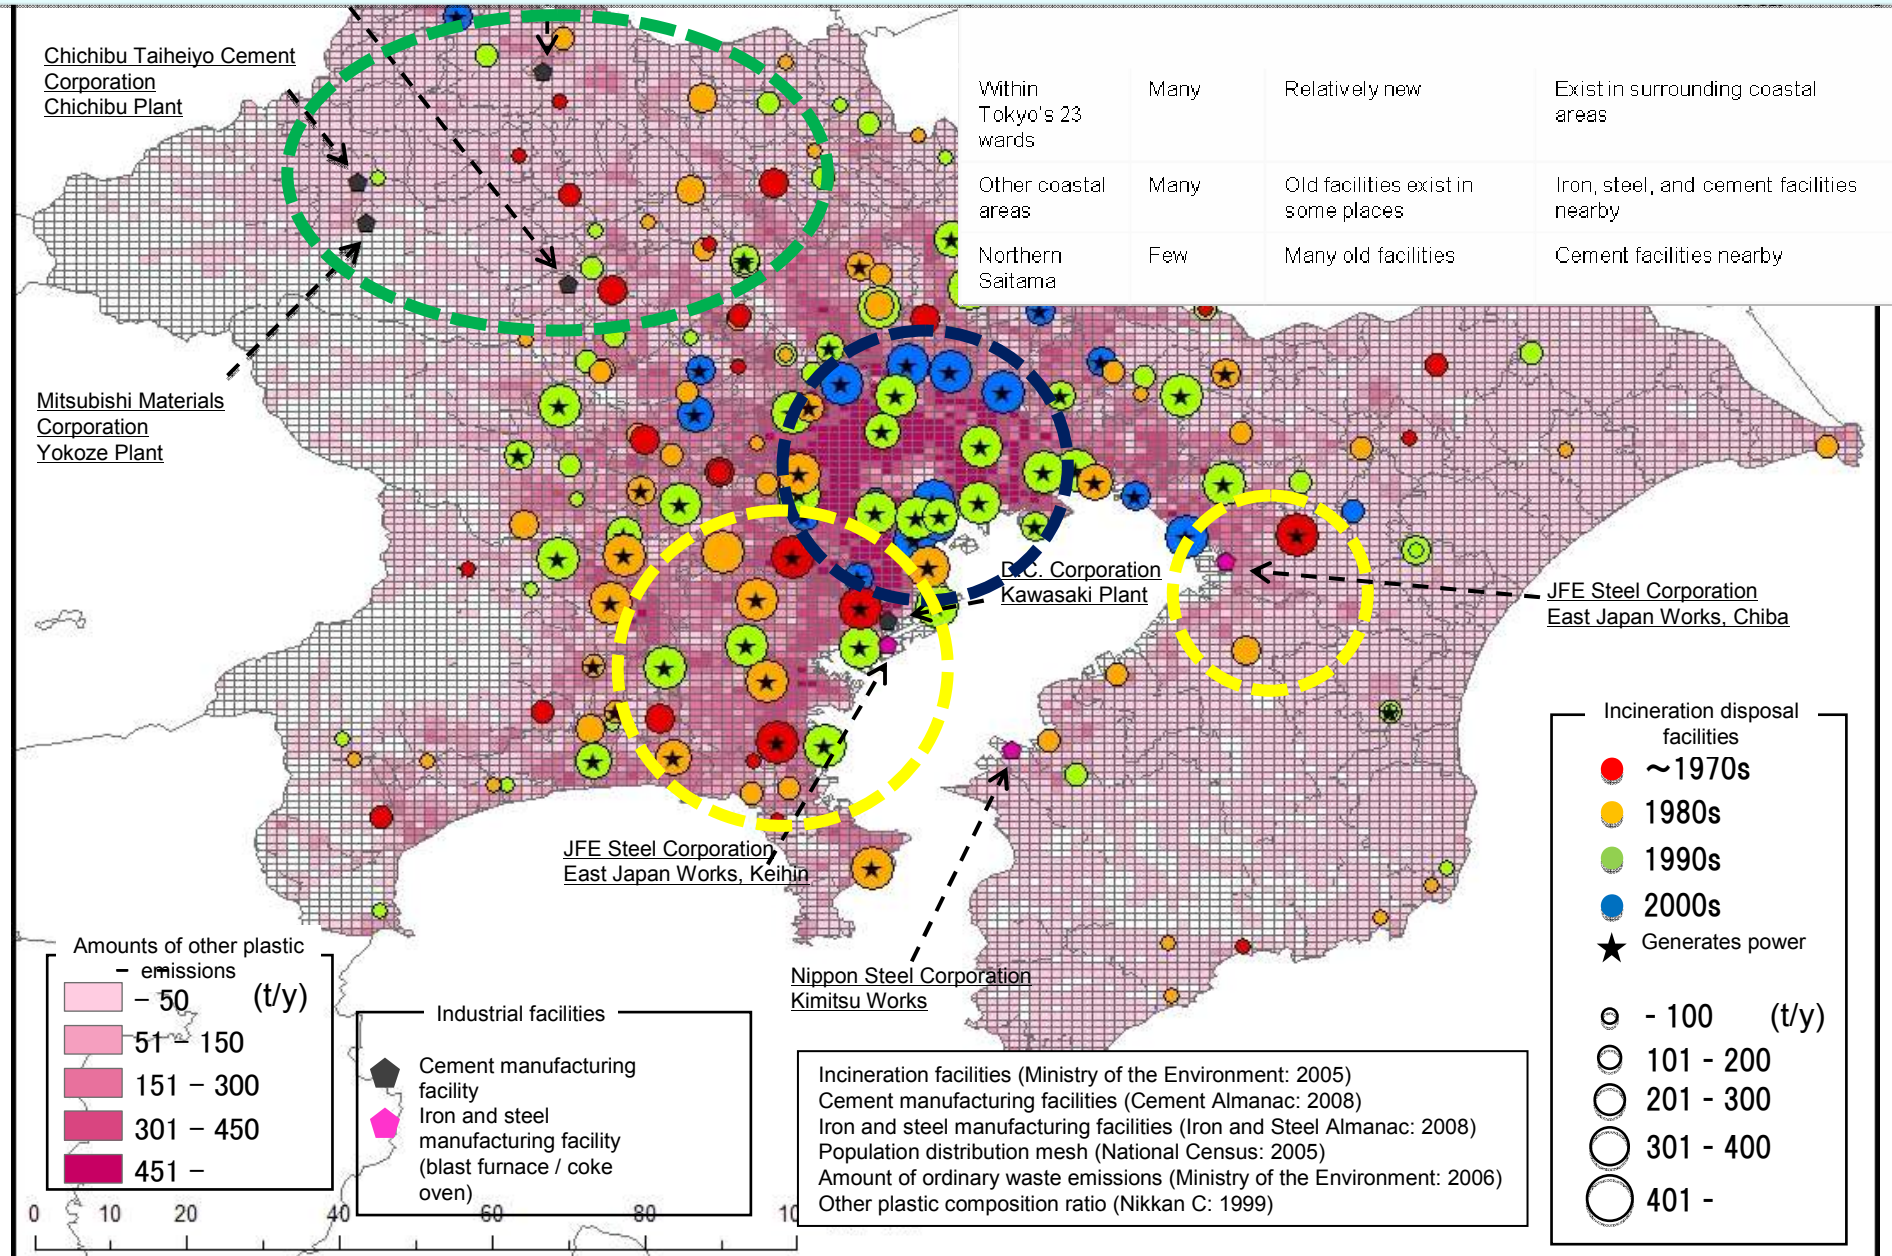 Chichibu Taiheiyo Cement
Corporation
Chichibu Plant
Within
Tokyo's 23
wards
Many
Relatively new
Exist in surrounding coastal
areas
Other coastal
areas
Many
Old facilities exist in
some places
Iron, steel, and cement facilities
nearby
Northern
Saitama
Few
Many old facilities
Cement facilities nearby
Mitsubishi Materials
Corporation
Yokoze Plant
D.C. Corporation
Kawasaki Plant
JFE Steel Corporation
East Japan Works, Chiba
JFE Steel Corporation
East Japan Works, Keihin
Nippon Steel Corporation
Kimitsu Works
Incineration disposal
facilities
～1970s
1980s
1990s
2000s
★ Generates power
- 100 (t/y)
101 - 200
201 - 300
301 - 400
401 -
Amounts of other plastic
emissions
– 50 (t/y)
51 – 150
151 – 300
301 – 450
451 –
Industrial facilities
Cement manufacturing
facility
Iron and steel
manufacturing facility
(blast furnace / coke
oven)
Incineration facilities (Ministry of the Environment: 2005)
Cement manufacturing facilities (Cement Almanac: 2008)
Iron and steel manufacturing facilities (Iron and Steel Almanac: 2008)
Population distribution mesh (National Census: 2005)
Amount of ordinary waste emissions (Ministry of the Environment: 2006)
Other plastic composition ratio (Nikkan C: 1999)
0 10 20 40 60 80 10